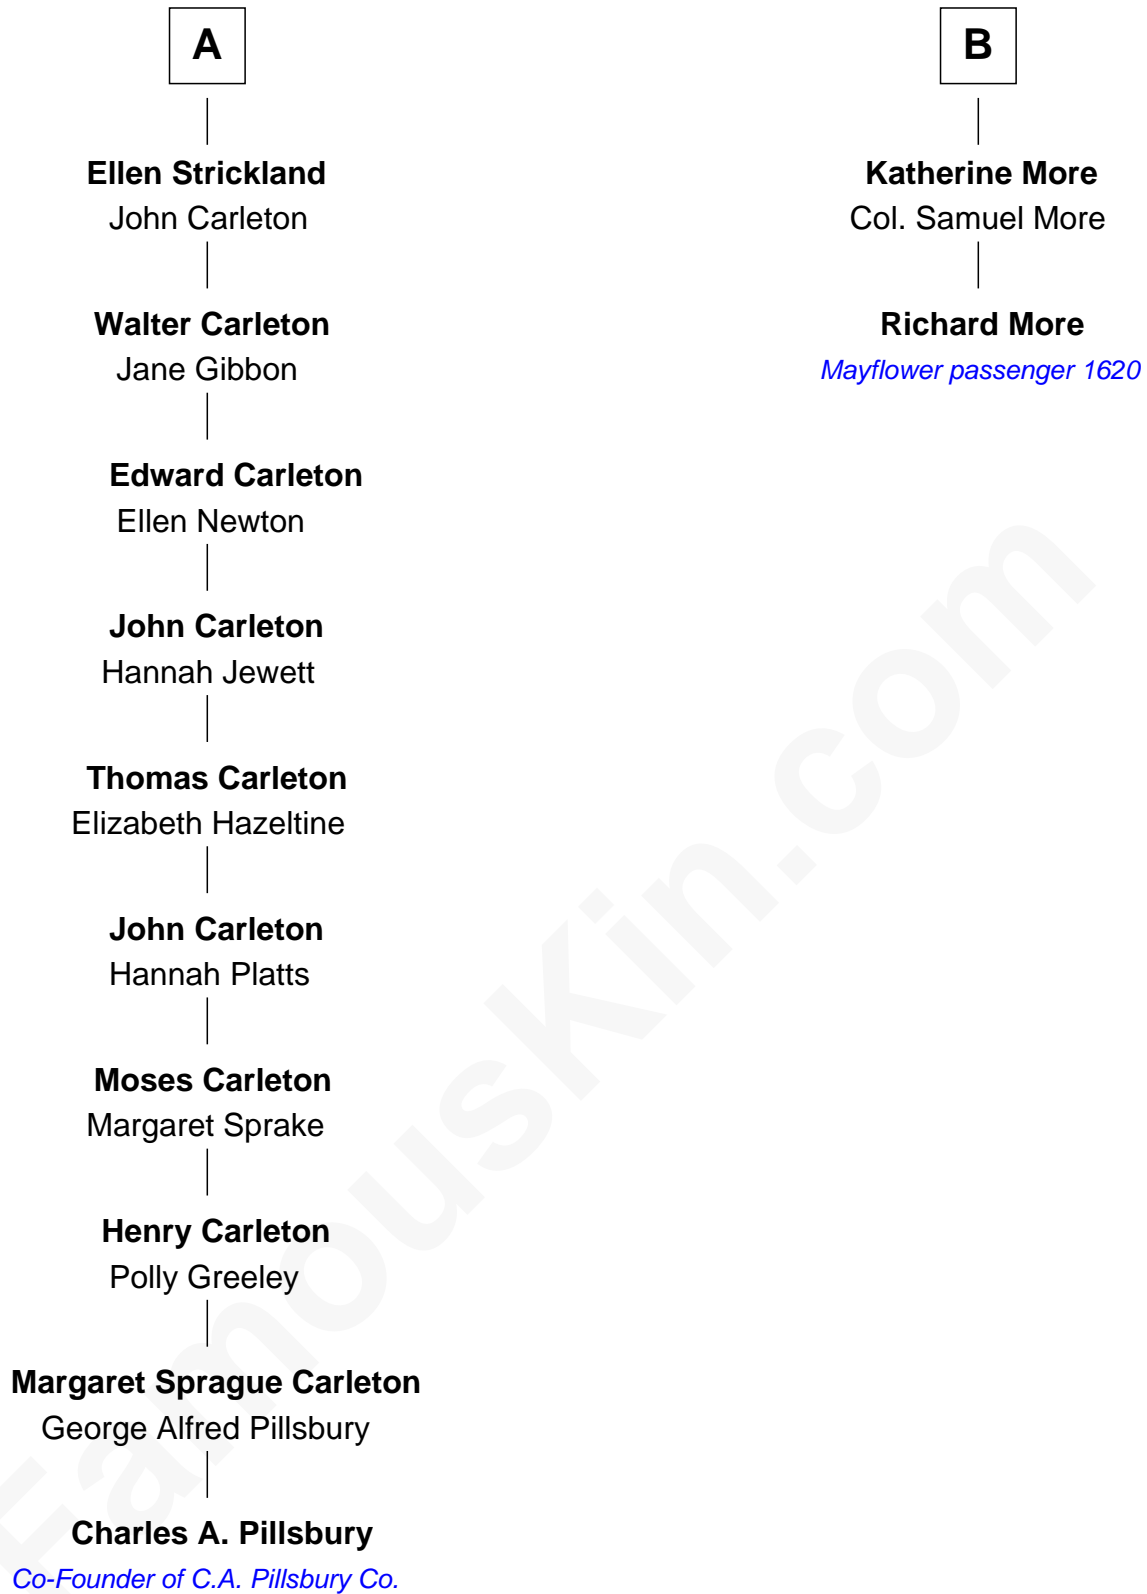 A
Ellen Strickland
John Carleton
Walter Carleton
Jane Gibbon
Edward Carleton
Ellen Newton
John Carleton
Hannah Jewett
Thomas Carleton
Elizabeth Hazeltine
John Carleton
Hannah Platts
Moses Carleton
Margaret Sprake
Henry Carleton
Polly Greeley
Margaret Sprague Carleton
George Alfred Pillsbury
Charles A. Pillsbury
Co-Founder of C.A. Pillsbury Co.
B
Katherine More
Col. Samuel More
Richard More
Mayflower passenger 1620
FamousKin.com